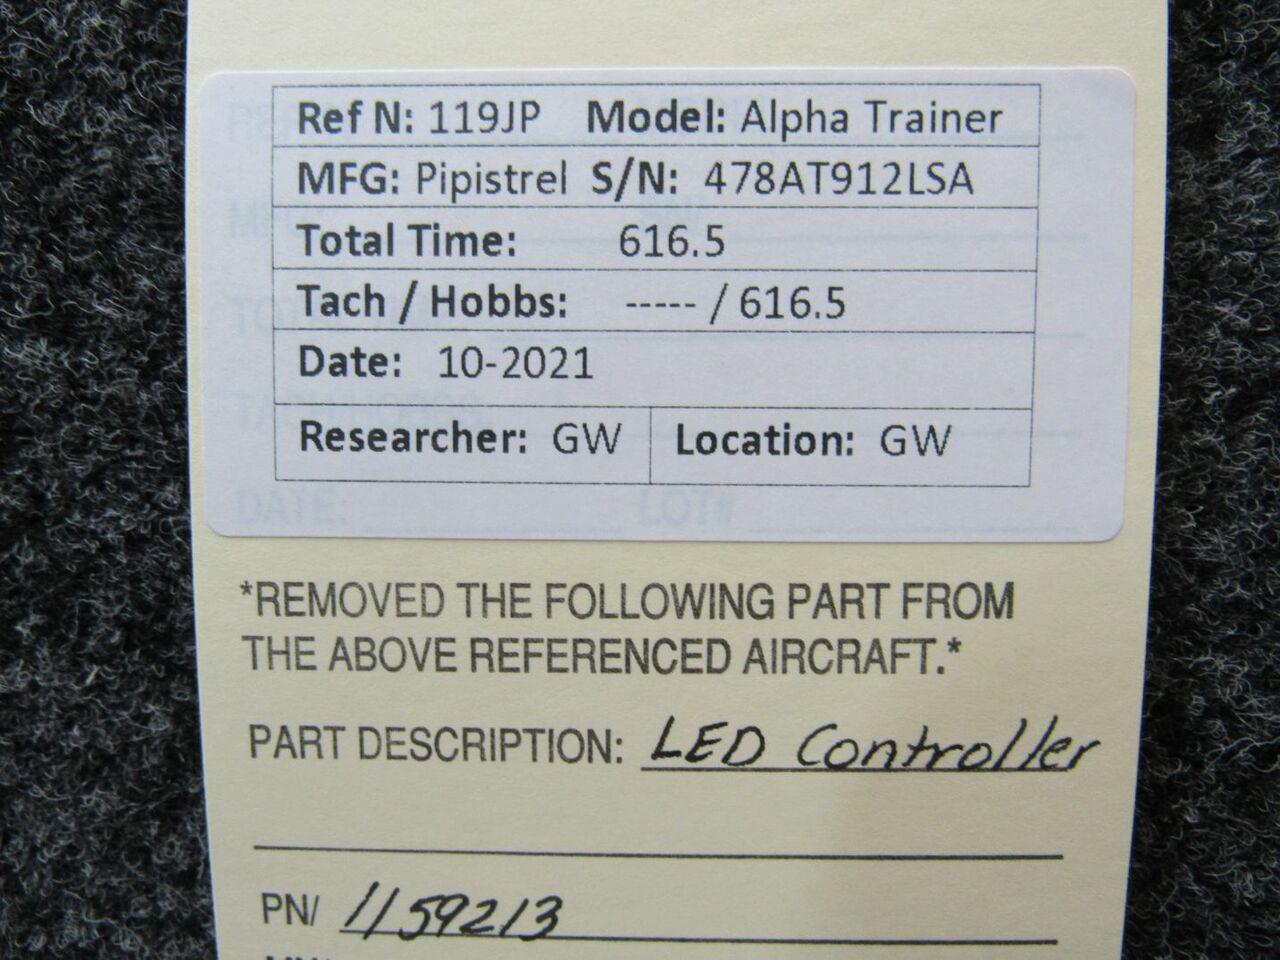 Ref N: 119JP Model: Alpha Trainer
MFG: Pipistrel S/N: 478AT912LSA
Total Time: 616.5
Tach / Hobbs: ----- / 616.5
Date: 10-2021
Researcher: GW Location: GW
DATE: LOT#
*REMOVED THE FOLLOWING PART FROM
THE ABOVE REFERENCED AIRCRAFT.*
PART DESCRIPTION: LED Controller
PN/ 1159213